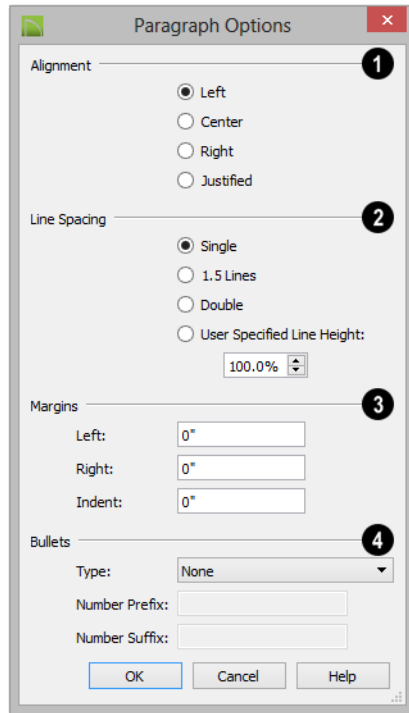 Paragraph Options
Alignment 1
Left
Center
Right
Justified
Line Spacing 2
Single
1.5 Lines
Double
User Specified Line Height:
100.0%
Margins 3
Left: 0"
Right: 0"
Indent: 0"
Bullets 4
Type: None
Number Prefix:
Number Suffix:
OK Cancel Help